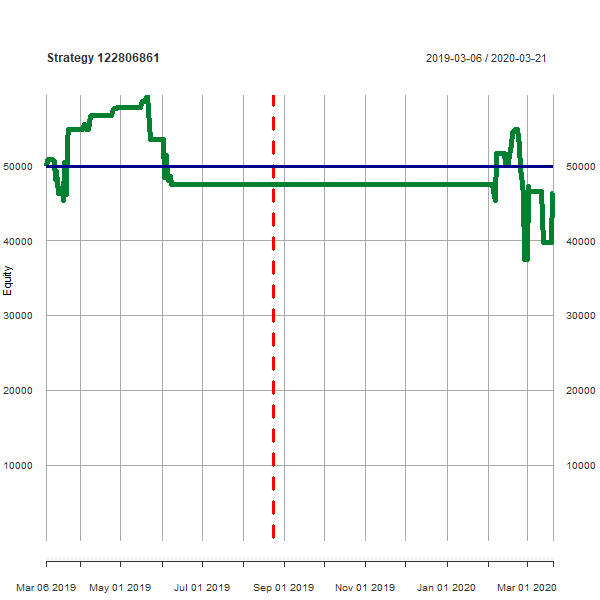 Strategy 122806861
2019-03-06 / 2020-03-21
50000
50000
40000
40000
Equity
30000
30000
20000
20000
10000
10000
Mar 06 2019
May 01 2019
Jul 01 2019
Sep 01 2019
Nov 01 2019
Jan 01 2020
Mar 01 2020